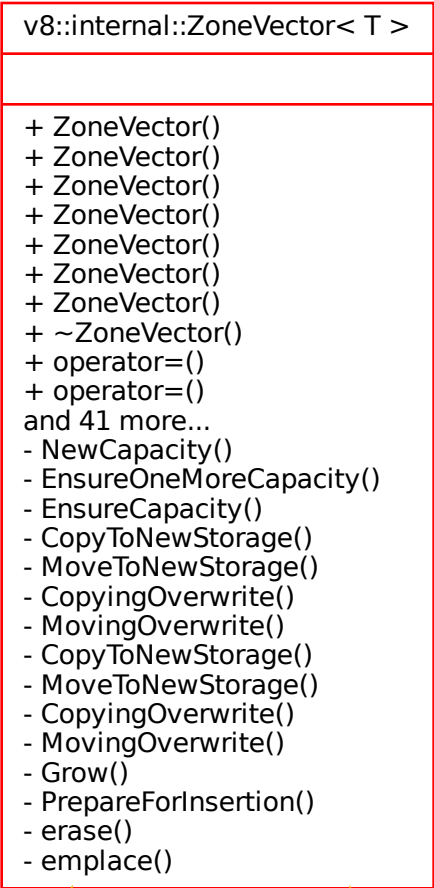 v8::internal::ZoneVector< T >
+ ZoneVector()
+ ZoneVector()
+ ZoneVector()
+ ZoneVector()
+ ZoneVector()
+ ZoneVector()
+ ZoneVector()
+ ~ZoneVector()
+ operator=()
+ operator=()
and 41 more...
- NewCapacity()
- EnsureOneMoreCapacity()
- EnsureCapacity()
- CopyToNewStorage()
- MoveToNewStorage()
- CopyingOverwrite()
- MovingOverwrite()
- CopyToNewStorage()
- MoveToNewStorage()
- CopyingOverwrite()
- MovingOverwrite()
- Grow()
- PrepareForInsertion()
- erase()
- emplace()